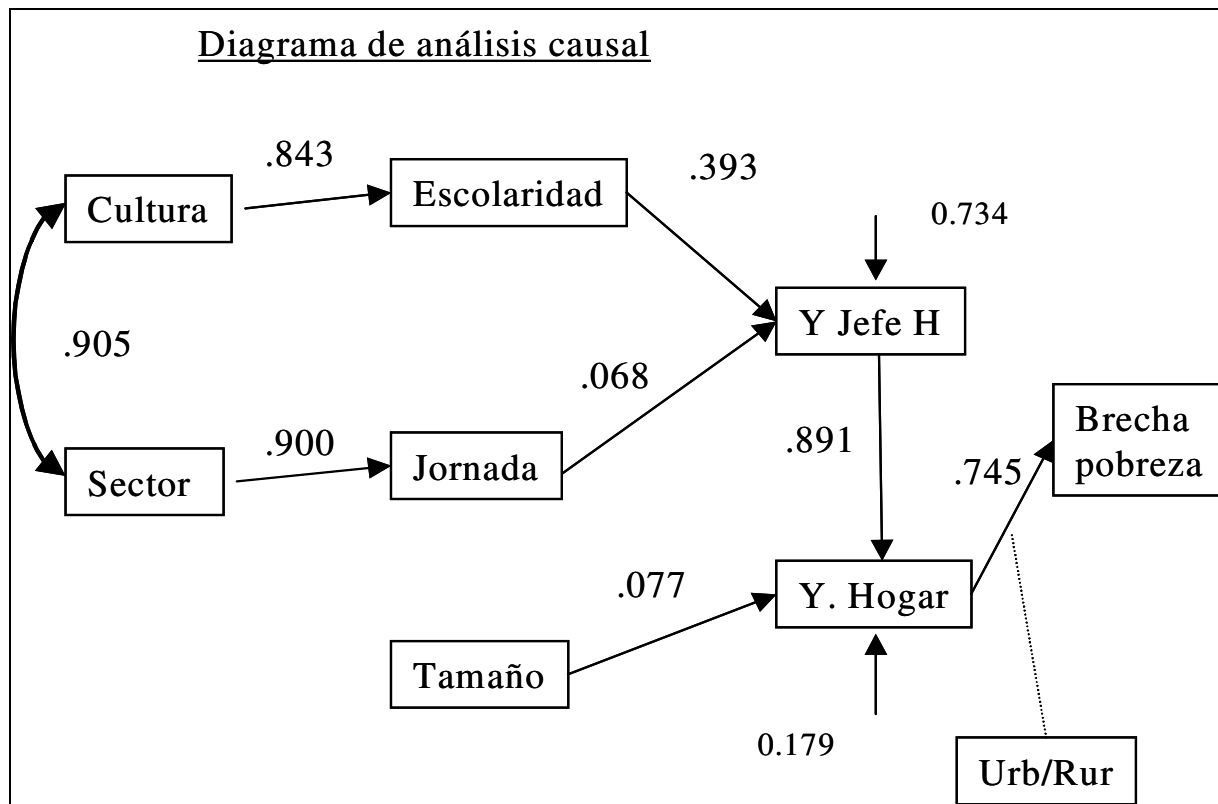 Diagrama de análisis causal
.843
.393
Cultura
Escolaridad
0.734
Y Jefe H
.905
.068
.891
Brecha
pobreza
.900
.745
Sector
Jornada
.077
Y. Hogar
Tamaño
0.179
Urb/Rur